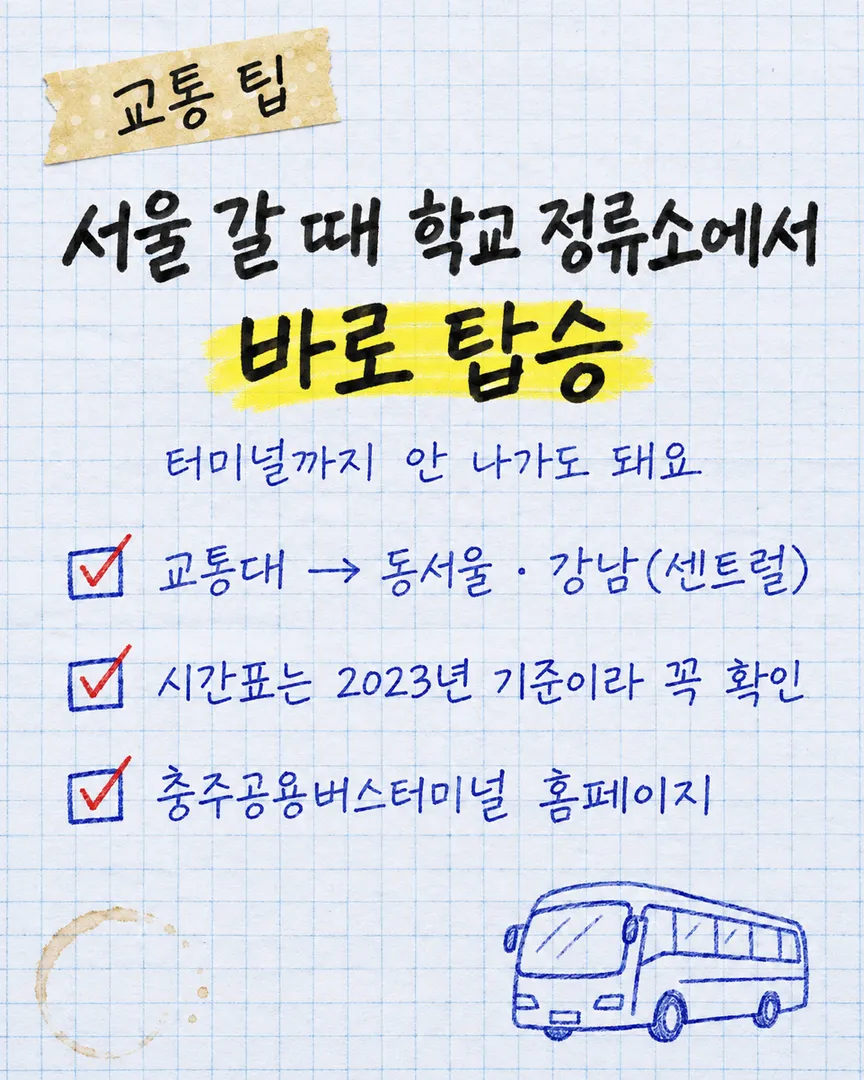 교통 팁
서울 갈 때 학교 정류소에서
바로 탑승
터미널까지 안 나가도 돼요
교통대 → 동서울 · 강남(센트럴)
시간표는 2023년 기준이라 꼭 확인
충주공용버스터미널 홈페이지